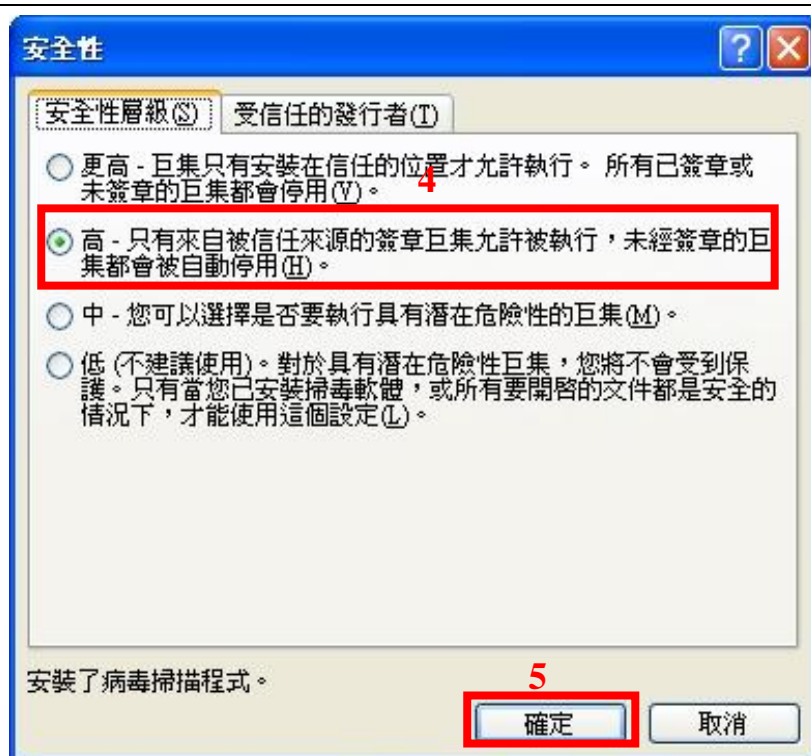 安全性
安全性層級(S) 受信任的發行者(T)
更高 - 巨集只有安裝在信任的位置才允許執行。 所有已簽章或
未簽章的巨集都會停用(V)。
4
高 - 只有來自被信任來源的簽章巨集允許被執行，未經簽章的巨
集都會被自動停用(H)。
中 - 您可以選擇是否要執行具有潛在危險性的巨集(M)。
低 (不建議使用)。對於具有潛在危險性巨集，您將不會受到保
護。只有當您已安裝掃毒軟體，或所有要開啓的文件都是安全的
情況下，才能使用這個設定(L)。
安裝了病毒掃描程式。
5
確定 取消